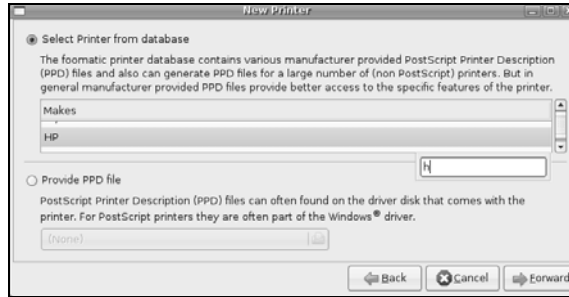 New Printer
Select Printer from database
The foomatic printer database contains various manufacturer provided PostScript Printer Description
(PPD) files and also can generate PPD files for a large number of (non PostScript) printers. But in
general manufacturer provided PPD files provide better access to the specific features of the printer.
Makes
HP
h
Provide PPD file
PostScript Printer Description (PPD) files can often found on the driver disk that comes with the
printer. For PostScript printers they are often part of the Windows® driver.
(None)
Back Cancel Forward